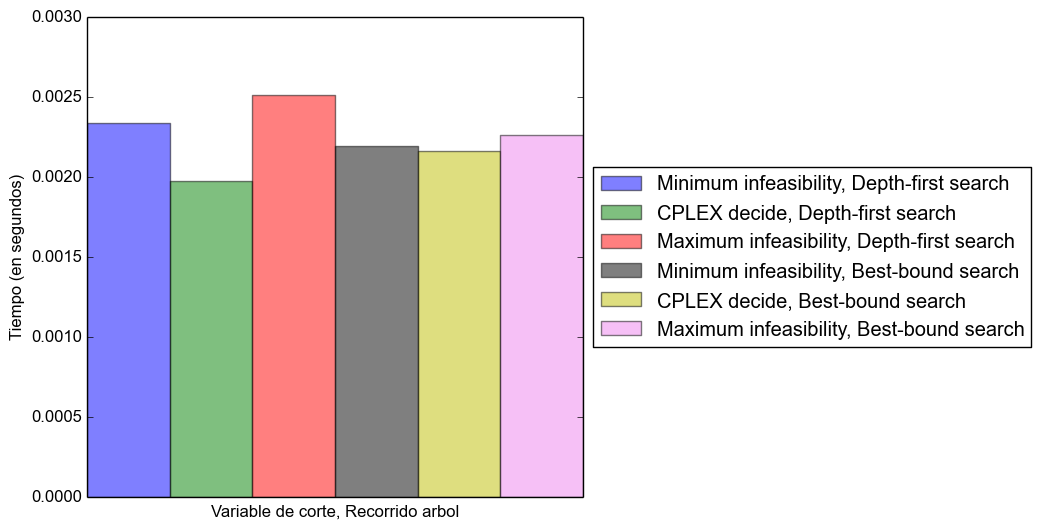 0.0030
0.0025
0.0020
0.0015
0.0010
0.0005
0.0000
Tiempo (en segundos)
Variable de corte, Recorrido arbol
Minimum infeasibility, Depth-first search
CPLEX decide, Depth-first search
Maximum infeasibility, Depth-first search
Minimum infeasibility, Best-bound search
CPLEX decide, Best-bound search
Maximum infeasibility, Best-bound search